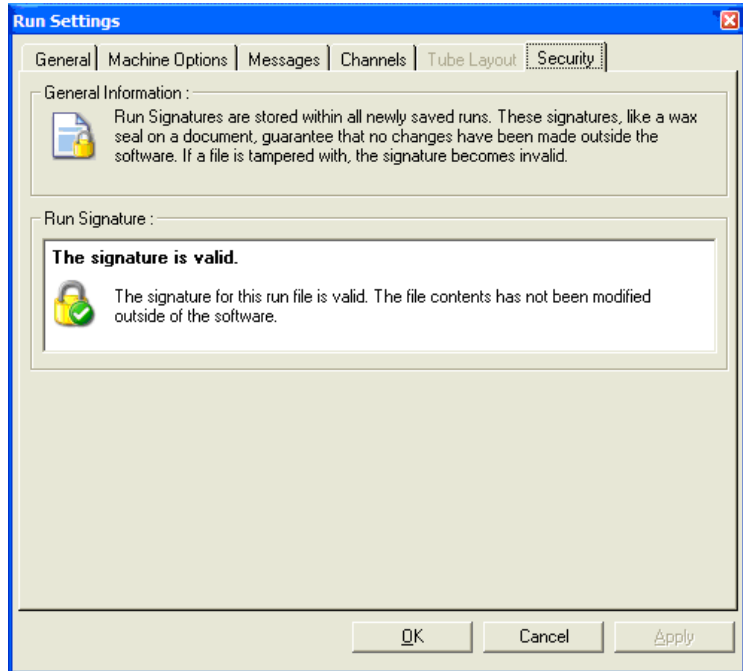 Run Settings
General Machine Options Messages Channels Tube Layout Security
General Information :
Run Signatures are stored within all newly saved runs. These signatures, like a wax
seal on a document, guarantee that no changes have been made outside the
software. If a file is tampered with, the signature becomes invalid.
Run Signature :
The signature is valid.
The signature for this run file is valid. The file contents has not been modified
outside of the software.
OK Cancel Apply